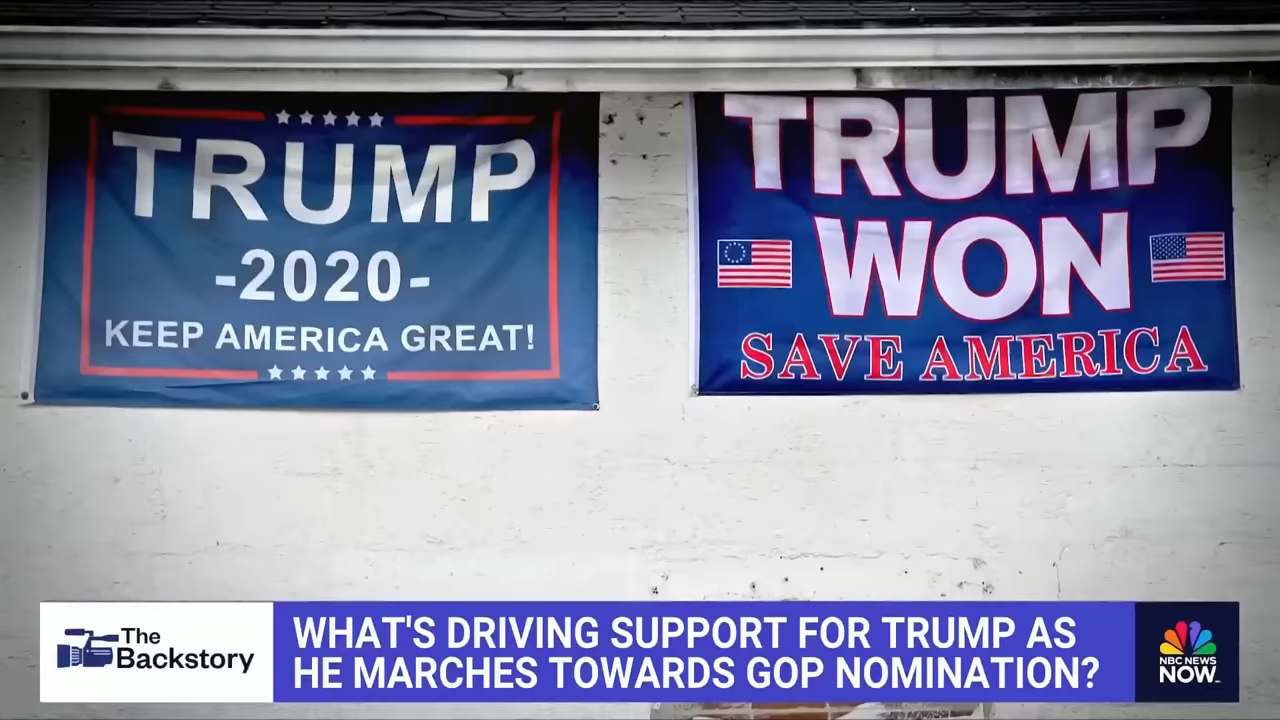 TRUMP
-2020-
KEEP AMERICA GREAT!
TRUMP
WON
SAVE AMERICA
The
Backstory
WHAT'S DRIVING SUPPORT FOR TRUMP AS
HE MARCHES TOWARDS GOP NOMINATION?
NBC NEWS
NOW